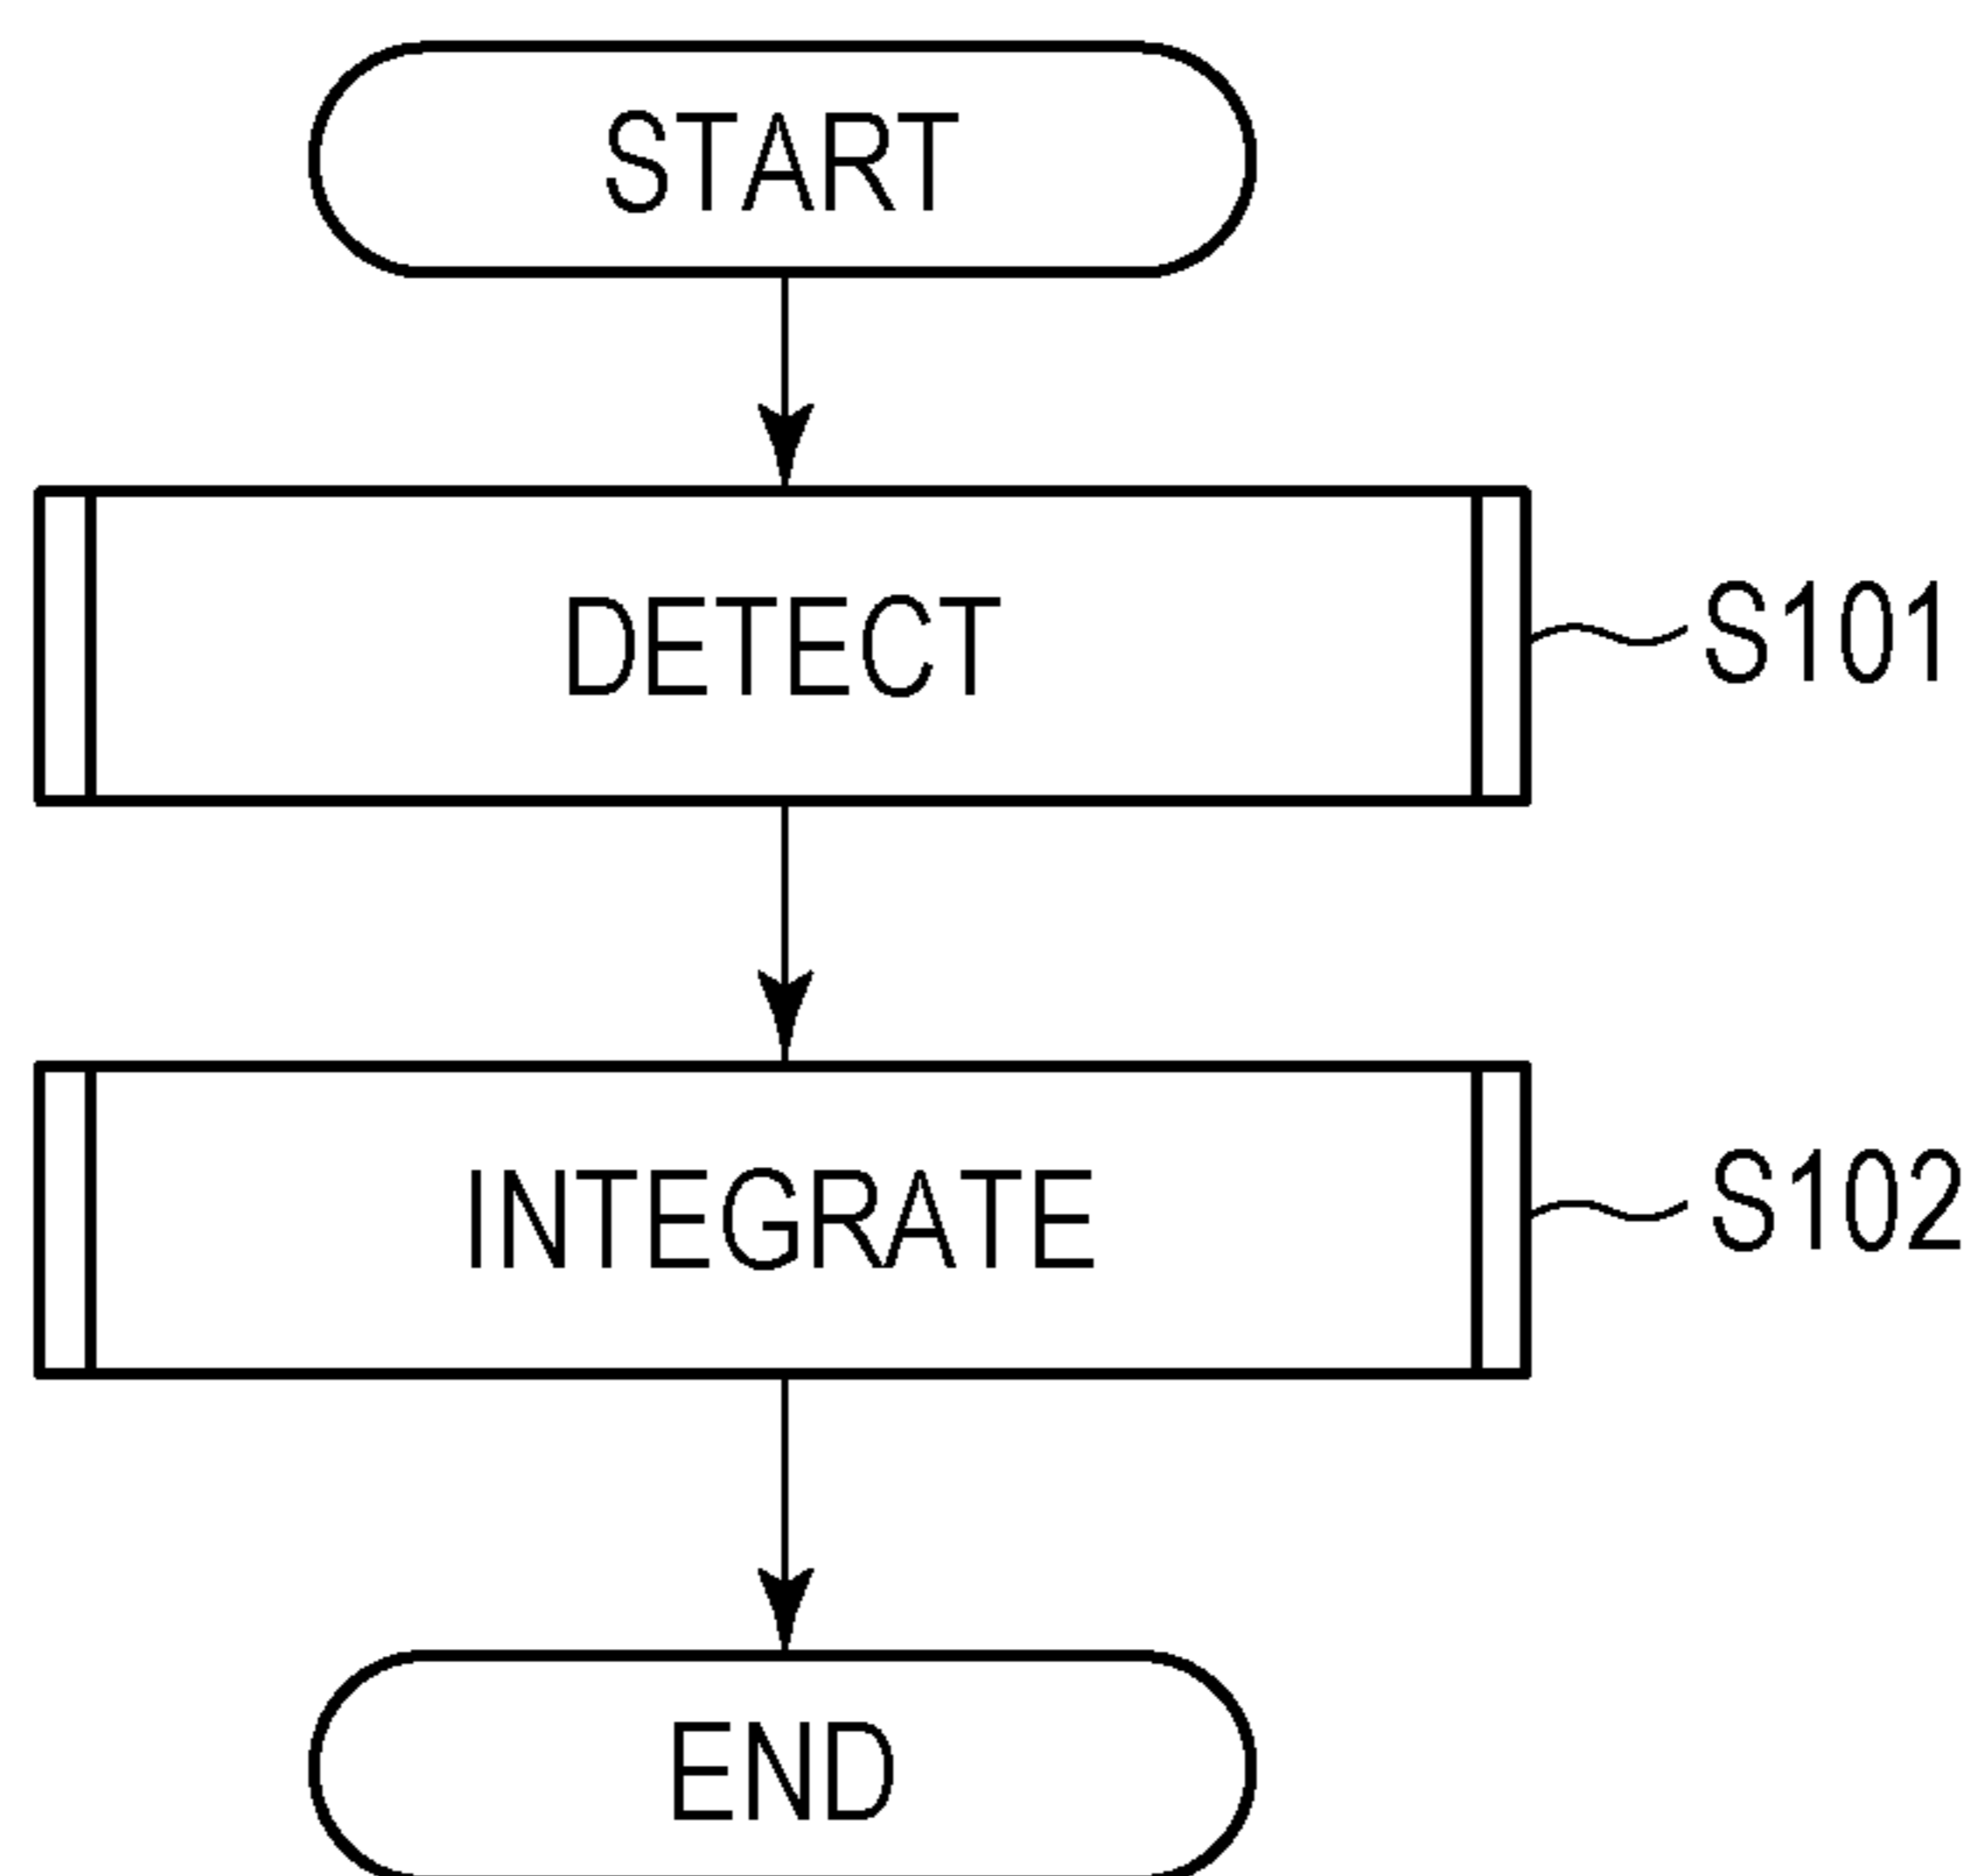 START
DETECT
S101
INTEGRATE
S102
END